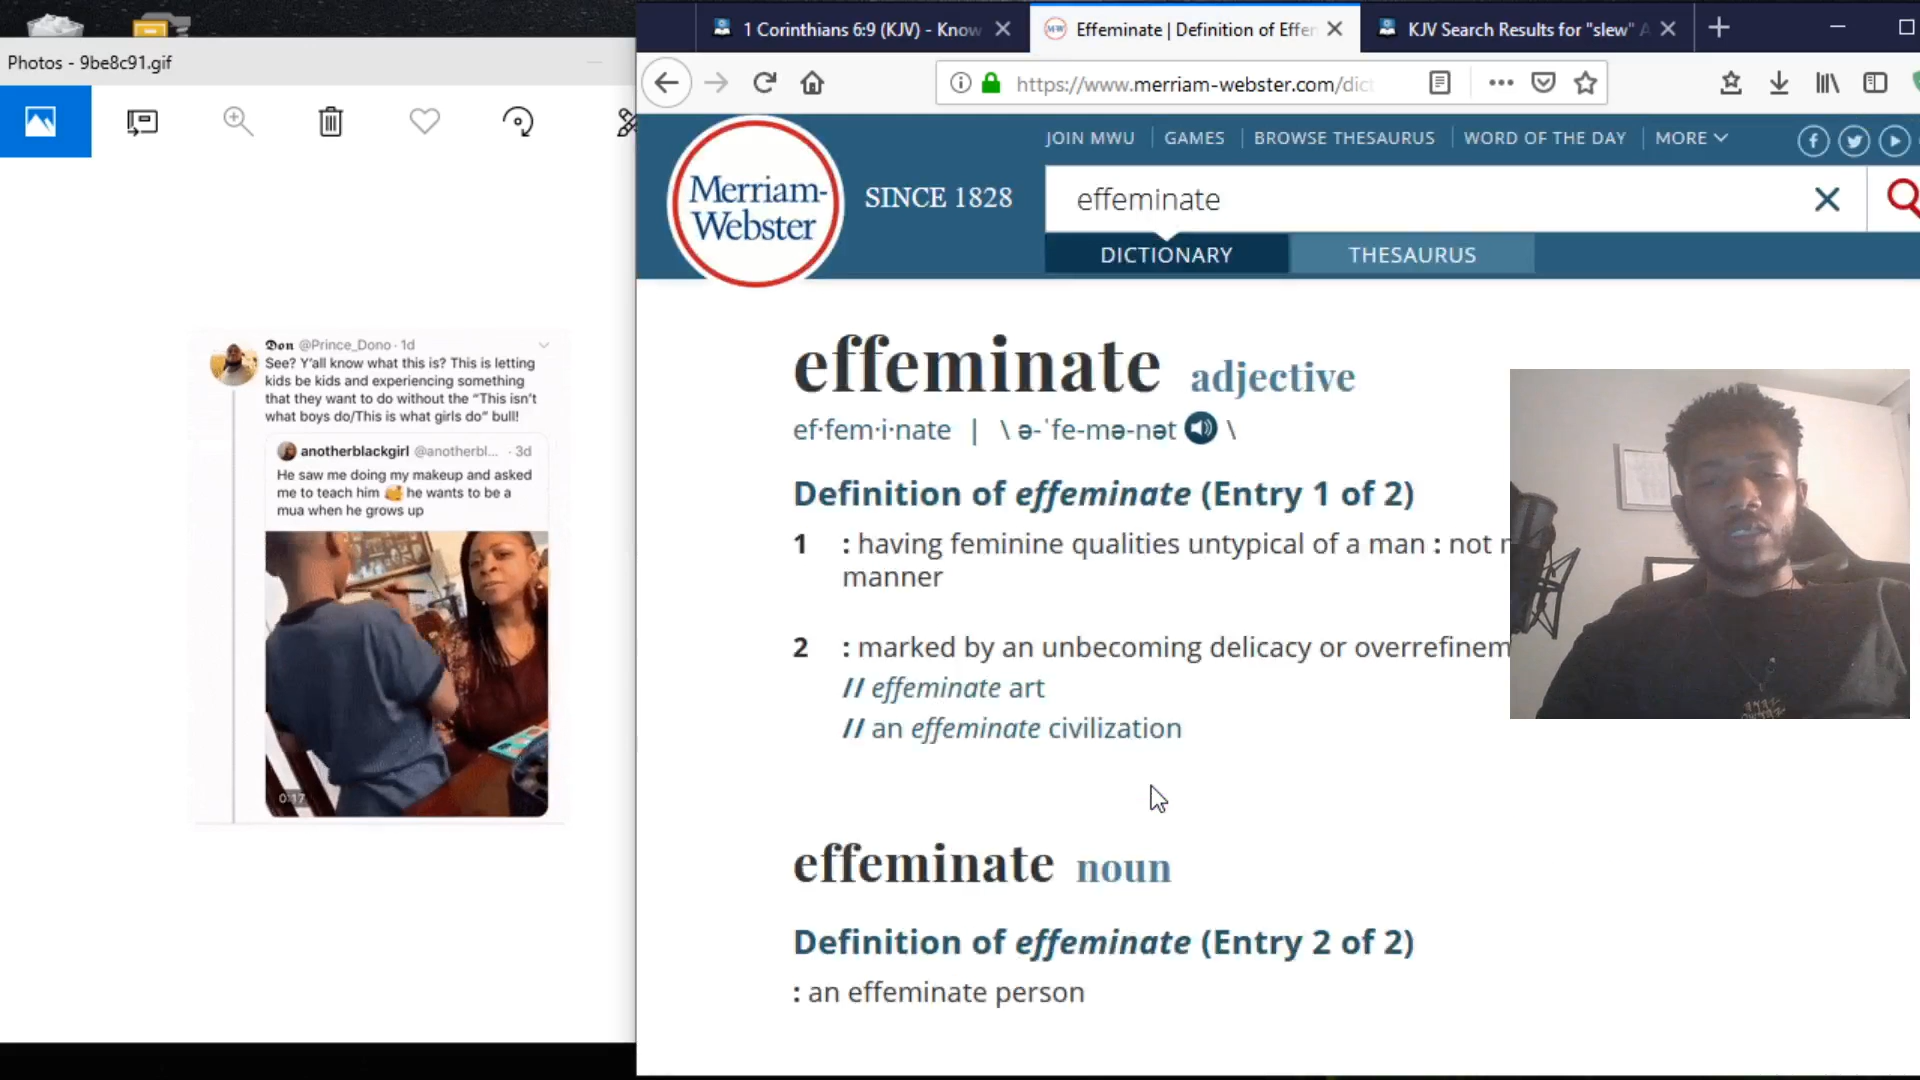 Photos - 9be8c91.gif
Don @Prince_Dono · 1d
See? Y'all know what this is? This is letting
kids be kids and experiencing something
that they want to do without the "This isn't
what boys do/This is what girls do" bull!
anotherblackgirl @anotherbl... · 3d
He saw me doing my makeup and asked
me to teach him 🥰 he wants to be a
mua when he grows up
0:17
1 Corinthians 6:9 (KJV) - Know
Effeminate | Definition of Effer
KJV Search Results for "slew" A
https://www.merriam-webster.com/dict
JOIN MWU
GAMES
BROWSE THESAURUS
WORD OF THE DAY
MORE
Merriam-
Webster
SINCE 1828
effeminate
DICTIONARY
THESAURUS
effeminate adjective
ef·fem·i·nate | \ ə-ˈfe-mə-nət \
Definition of effeminate (Entry 1 of 2)
1 : having feminine qualities untypical of a man : not
manner
2 : marked by an unbecoming delicacy or overrefinem
// effeminate art
// an effeminate civilization
effeminate noun
Definition of effeminate (Entry 2 of 2)
: an effeminate person